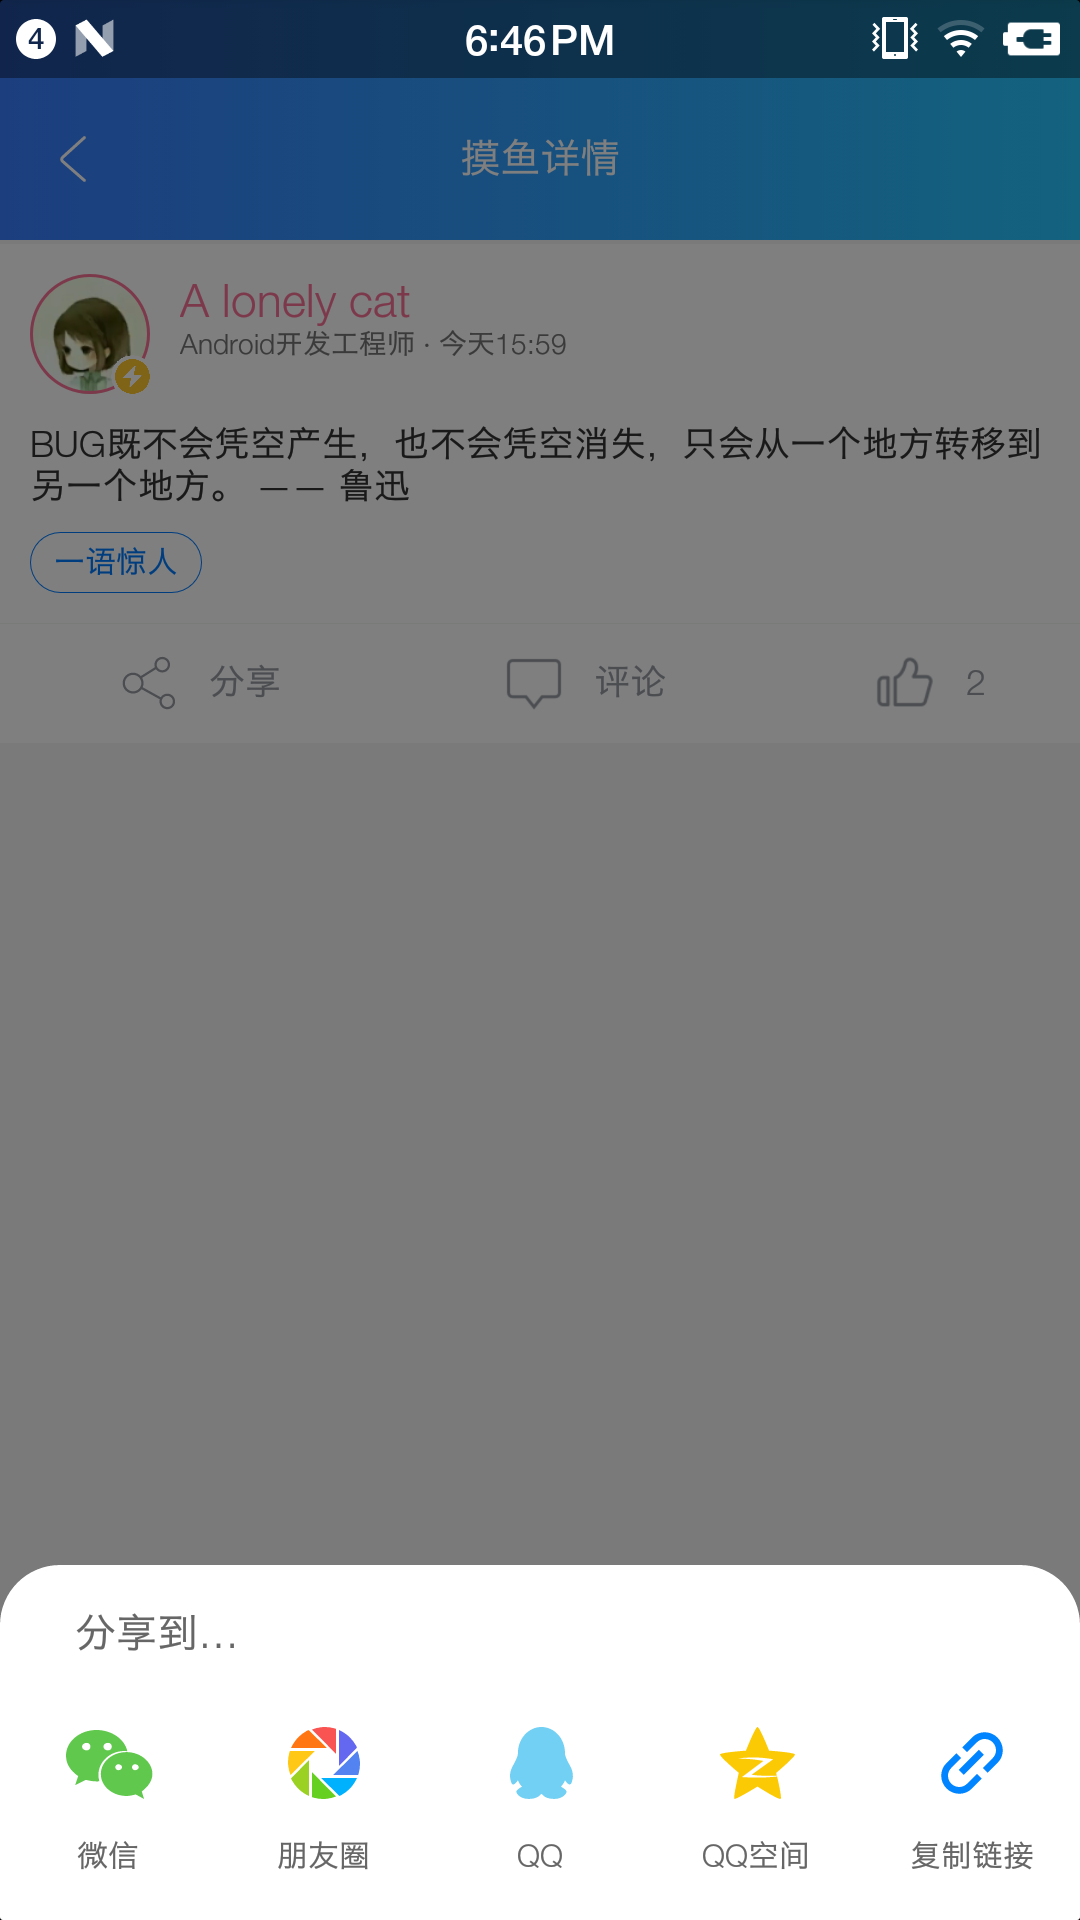 4
6:46PM
摸鱼详情
A lonely cat
Android开发工程师 · 今天15:59
BUG既不会凭空产生，也不会凭空消失，只会从一个地方转移到
另一个地方。 —— 鲁迅
一语惊人
分享 评论 2
分享到...
微信 朋友圈 QQ QQ空间 复制链接